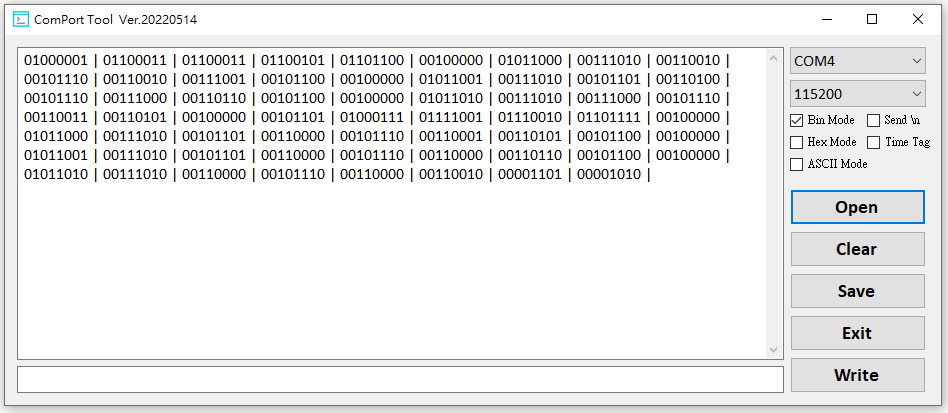 ComPort Tool Ver.20220514
01000001 | 01100011 | 01100011 | 01100101 | 01101100 | 00100000 | 01011000 | 00111010 | 00110010 |
00101110 | 00110010 | 00111001 | 00101100 | 00100000 | 01011001 | 00111010 | 00101101 | 00110100 |
00101110 | 00111000 | 00110110 | 00101100 | 00100000 | 01011010 | 00111010 | 00111000 | 00101110 |
00110011 | 00110101 | 00100000 | 00101101 | 01000111 | 01111001 | 01110010 | 01101111 | 00100000 |
01011000 | 00111010 | 00101101 | 00110000 | 00101110 | 00110001 | 00110101 | 00101100 | 00100000 |
01011001 | 00111010 | 00101101 | 00110000 | 00101110 | 00110000 | 00110110 | 00101100 | 00100000 |
01011010 | 00111010 | 00110000 | 00101110 | 00110000 | 00110010 | 00001101 | 00001010 |
COM4
115200
Bin Mode Send \n
Hex Mode Time Tag
ASCII Mode
Open
Clear
Save
Exit
Write